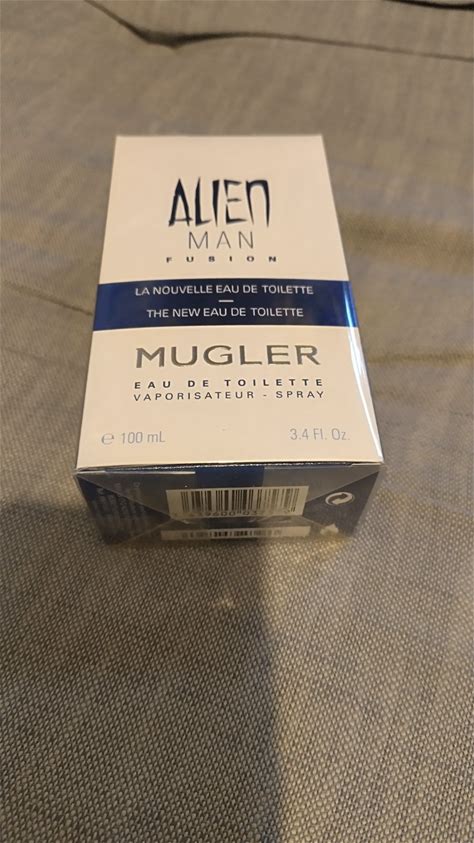 ALIEN
MAN
FUSION
LA NOUVELLE EAU DE TOILETTE
THE NEW EAU DE TOILETTE
MUGLER
EAU DE TOILETTE
VAPORISATEUR - SPRAY
e 100 mL 3.4 Fl. Oz.